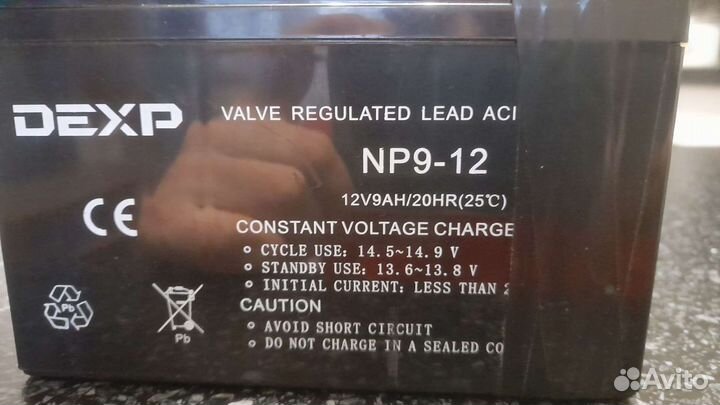 DEXP
VALVE REGULATED LEAD ACI
NP9-12
12V9AH/20HR(25℃)
CE
CONSTANT VOLTAGE CHARGE
◦ CYCLE USE: 14.5~14.9 V
◦ STANDBY USE: 13.6~13.8 V
◦ INITIAL CURRENT: LESS THAN 2
CAUTION
◦ AVOID SHORT CIRCUIT
◦ DO NOT CHARGE IN A SEALED CO
Pb
Pb
Avito